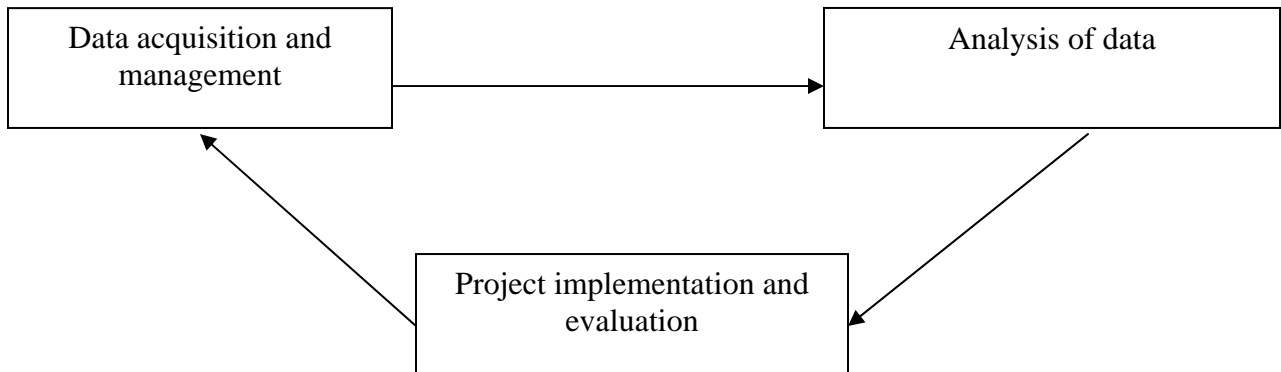 Data acquisition and
management
Analysis of data
Project implementation and
evaluation